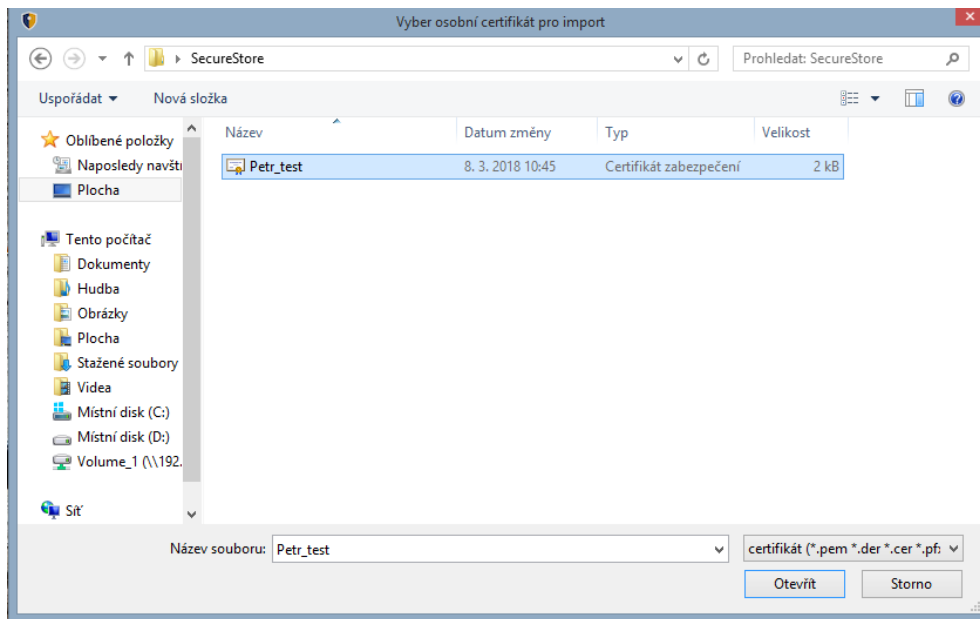 Vyber osobní certifikát pro import
SecureStore
Prohledat: SecureStore
Uspořádat
Nová složka
Oblíbené položky
Naposledy navšti
Plocha
Tento počítač
Dokumenty
Hudba
Obrázky
Plocha
Stažené soubory
Videa
Místní disk (C:)
Místní disk (D:)
Volume_1 (\\192.
Síť
Název Datum změny Typ Velikost
Petr_test 8. 3. 2018 10:45 Certifikát zabezpečení 2 kB
Název souboru: Petr_test certifikát (*.pem *.der *.cer *.pf:
Otevřít Storno